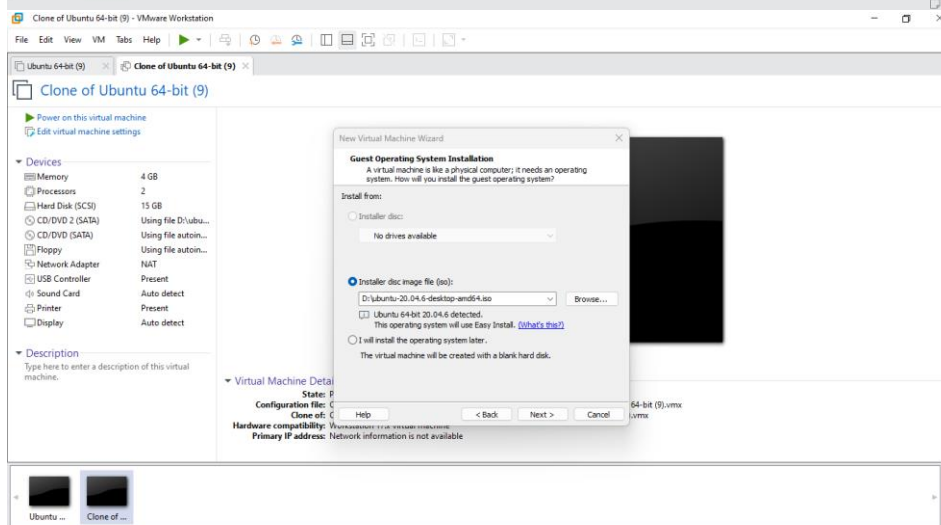 Clone of Ubuntu 64-bit (9) - VMware Workstation
File Edit View VM Tabs Help
Ubuntu 64-bit (9)
Clone of Ubuntu 64-bit (9)
Clone of Ubuntu 64-bit (9)
Power on this virtual machine
Edit virtual machine settings
Devices
Memory 4 GB
Processors 2
Hard Disk (SCSI) 15 GB
CD/DVD 2 (SATA) Using file D:\ubu...
CD/DVD (SATA) Using file autoin...
Floppy Using file autoin...
Network Adapter NAT
USB Controller Present
Sound Card Auto detect
Printer Present
Display Auto detect
Description
Type here to enter a description of this virtual
machine.
New Virtual Machine Wizard
Guest Operating System Installation
A virtual machine is like a physical computer; it needs an operating
system. How will you install the guest operating system?
Install from:
Installer disc:
No drives available
Installer disc image file (iso):
D:\ubuntu-20.04.6-desktop-amd64.iso
Browse...
Ubuntu 64-bit 20.04.6 detected.
This operating system will use Easy Install. (What's this?)
I will install the operating system later.
The virtual machine will be created with a blank hard disk.
Help < Back Next > Cancel
Virtual Machine Detai
State: P
Configuration file: C 64-bit (9).vmx
Clone of: C ).vmx
Hardware compatibility: Workstation 17.x virtual machine
Primary IP address: Network information is not available
Ubuntu ...
Clone of ...